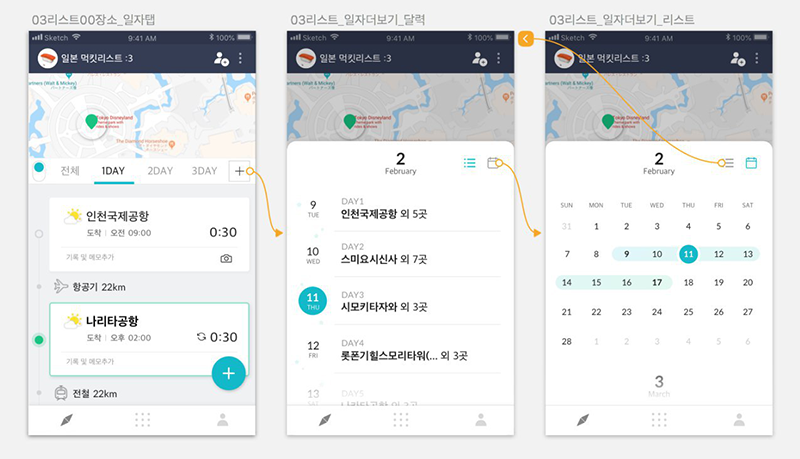 03리스트00장소_일자탭
Sketch 9:41 AM 100%
일본 먹킷리스트 :3
Tokyo Disneyland
The Singapore Horseshoe
전체 1DAY 2DAY 3DAY +
인천국제공항
도착 | 오전 09:00 0:30
기록 및 메모추가
항공기 22km
나리타공항
도착 | 오후 02:00 0:30
기록 및 메모추가
+
전철 22km
03리스트_일자더보기_달력
Sketch 9:41 AM 100%
일본 먹킷리스트 :3
2
February
9 TUE DAY1
인천국제공항 외 5곳
10 WED DAY2
스미요시신사 외 7곳
11 THU DAY3
시모키타자와 외 3곳
12 FRI DAY4
롯폰기힐스모리타워(... 외 3곳
13 DAY5
나리타공항 외 3곳
03리스트_일자더보기_리스트
Sketch 9:41 AM 100%
일본 먹킷리스트 :3
2
February
SUN MON TUE WED THU FRI SAT
31 1 2 3 4 5 6
7 8 9 10 11 12 13
14 15 16 17 18 19 20
21 22 23 24 25 26 27
28 1 2 3 4 5 6
3
March